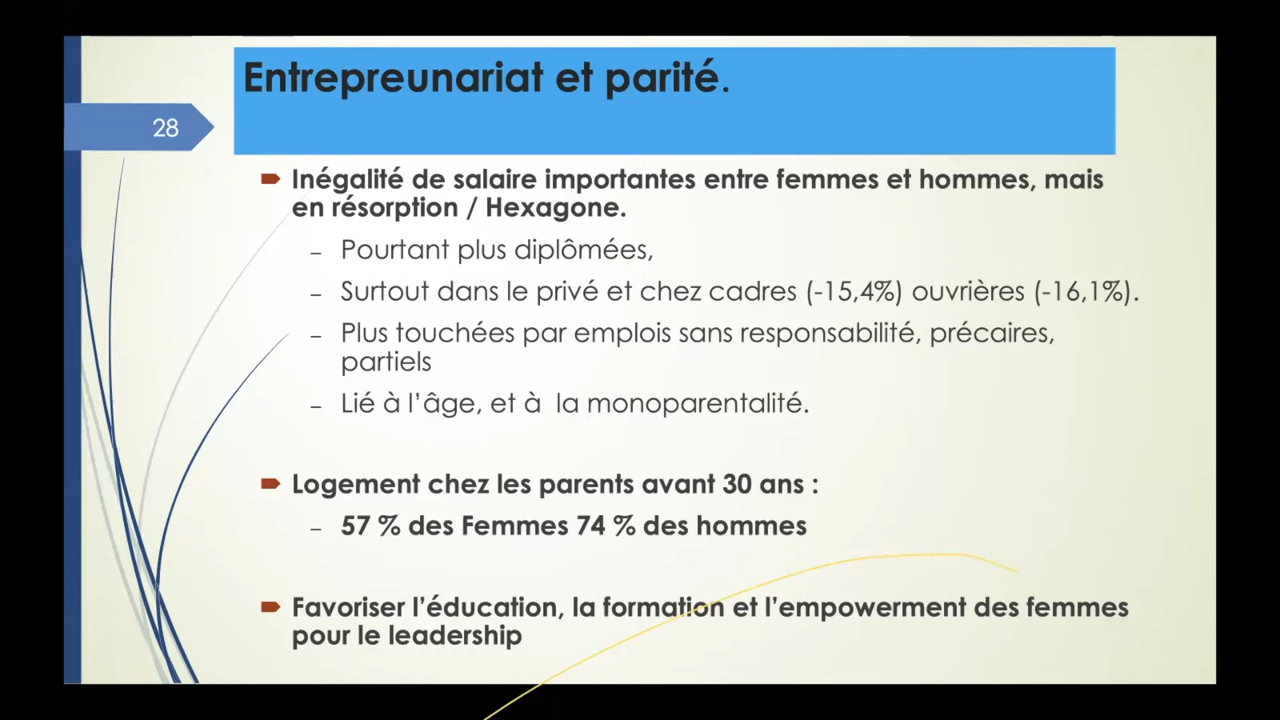 Entrepreunariat et parité.
28
Inégalité de salaire importantes entre femmes et hommes, mais
en résorption / Hexagone.
– Pourtant plus diplômées,
– Surtout dans le privé et chez cadres (-15,4%) ouvrières (-16,1%).
– Plus touchées par emplois sans responsabilité, précaires,
partiels
– Lié à l’âge, et à  la monoparentalité.
Logement chez les parents avant 30 ans :
– 57 % des Femmes 74 % des hommes
Favoriser l’éducation, la formation et l’empowerment des femmes
pour le leadership